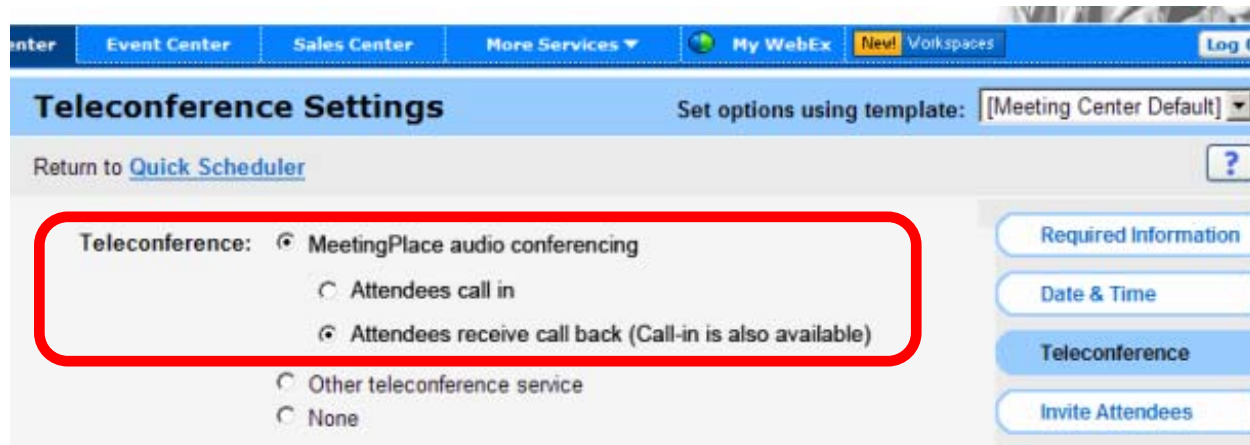 enter Event Center Sales Center More Services ▼ My WebEx New! Workspaces Log
Teleconference Settings Set options using template: [Meeting Center Default]
Return to Quick Scheduler ?
Teleconference: MeetingPlace audio conferencing Required Information
Attendees call in Date & Time
Attendees receive call back (Call-in is also available) Teleconference
Other teleconference service
None Invite Attendees